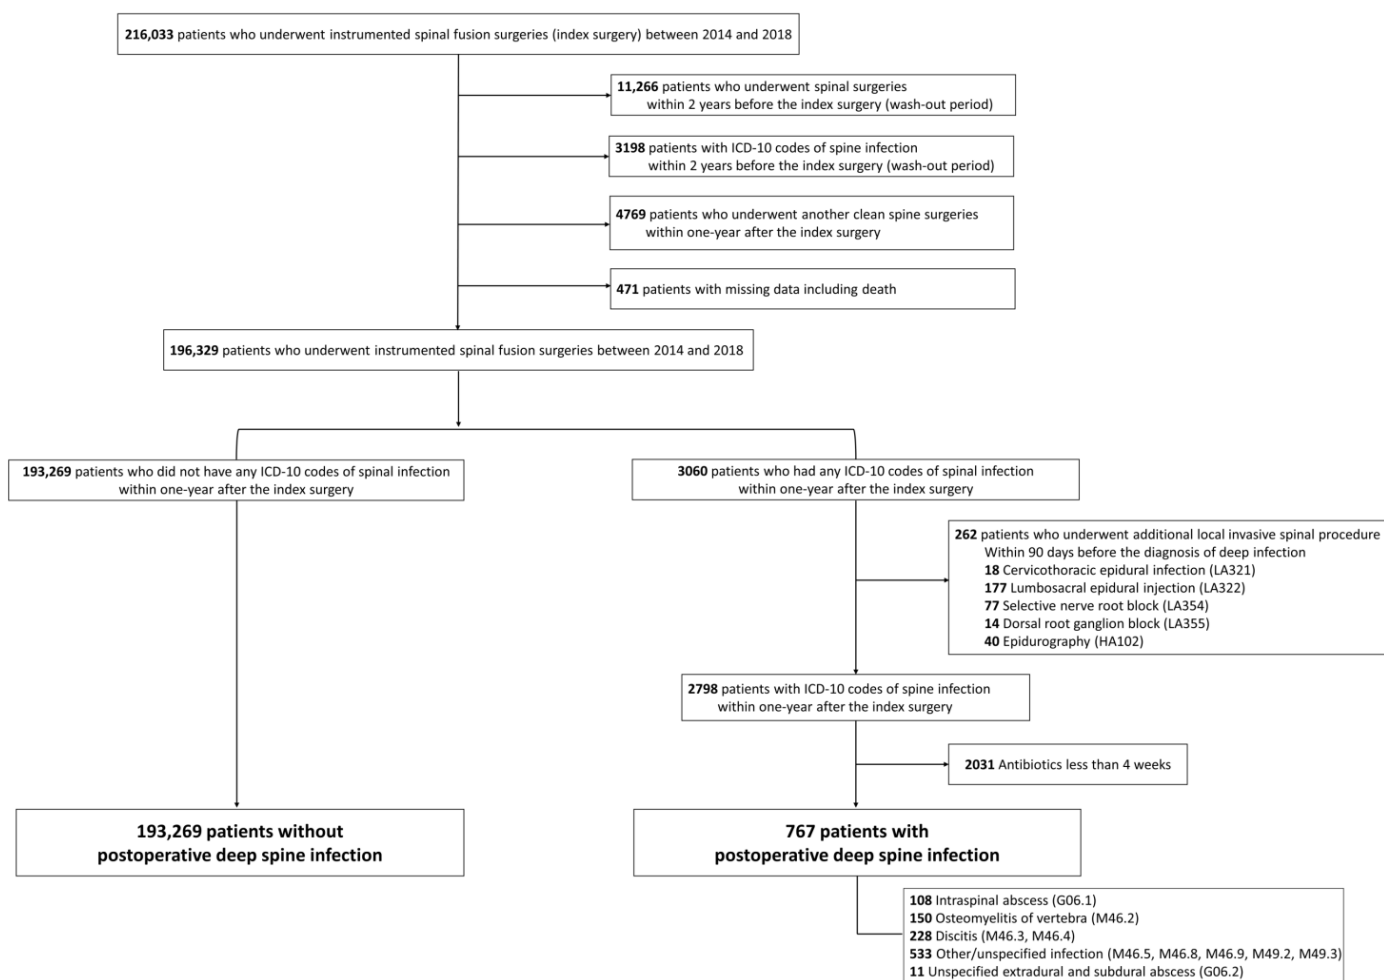 216,033 patients who underwent instrumented spinal fusion surgeries (index surgery) between 2014 and 2018
11,266 patients who underwent spinal surgeries
within 2 years before the index surgery (wash-out period)
3198 patients with ICD-10 codes of spine infection
within 2 years before the index surgery (wash-out period)
4769 patients who underwent another clean spine surgeries
within one-year after the index surgery
471 patients with missing data including death
196,329 patients who underwent instrumented spinal fusion surgeries between 2014 and 2018
193,269 patients who did not have any ICD-10 codes of spinal infection
within one-year after the index surgery
3060 patients who had any ICD-10 codes of spinal infection
within one-year after the index surgery
262 patients who underwent additional local invasive spinal procedure
Within 90 days before the diagnosis of deep infection
18 Cervicothoracic epidural infection (LA321)
177 Lumbosacral epidural injection (LA322)
77 Selective nerve root block (LA354)
14 Dorsal root ganglion block (LA355)
40 Epidurography (HA102)
2798 patients with ICD-10 codes of spine infection
within one-year after the index surgery
2031 Antibiotics less than 4 weeks
193,269 patients without
postoperative deep spine infection
767 patients with
postoperative deep spine infection
108 Intraspinal abscess (G06.1)
150 Osteomyelitis of vertebra (M46.2)
228 Discitis (M46.3, M46.4)
533 Other/unspecified infection (M46.5, M46.8, M46.9, M49.2, M49.3)
11 Unspecified extradural and subdural abscess (G06.2)